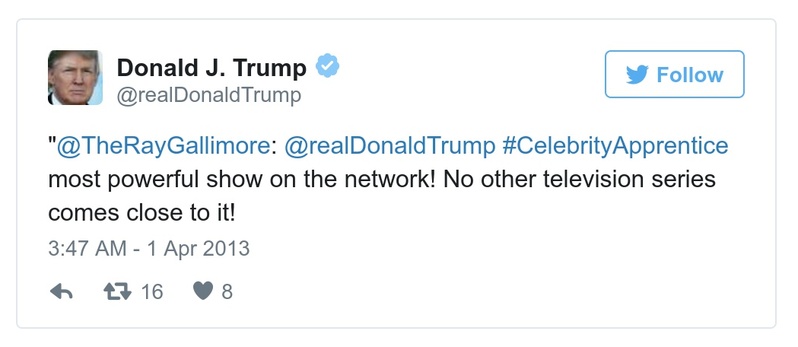 Donald J. Trump
@realDonaldTrump
Follow
"@TheRayGallimore: @realDonaldTrump #CelebrityApprentice
most powerful show on the network! No other television series
comes close to it!
3:47 AM - 1 Apr 2013
16
8